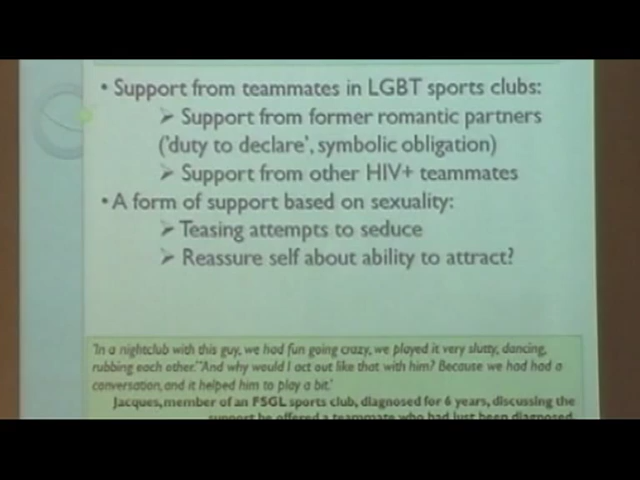 • Support from teammates in LGBT sports clubs:
➢ Support from former romantic partners
('duty to declare', symbolic obligation)
➢ Support from other HIV+ teammates
• A form of support based on sexuality:
➢ Teasing attempts to seduce
➢ Reassure self about ability to attract?
'In a nightclub with this guy, we had fun going crazy, we played it very slutty, dancing,
rubbing each other.' 'And why would I act out like that with him? Because we had had a
conversation, and it helped him to play a bit.'
Jacques, member of an FSGL sports club, diagnosed for 6 years, discussing the
support he offered a teammate who had just been diagnosed